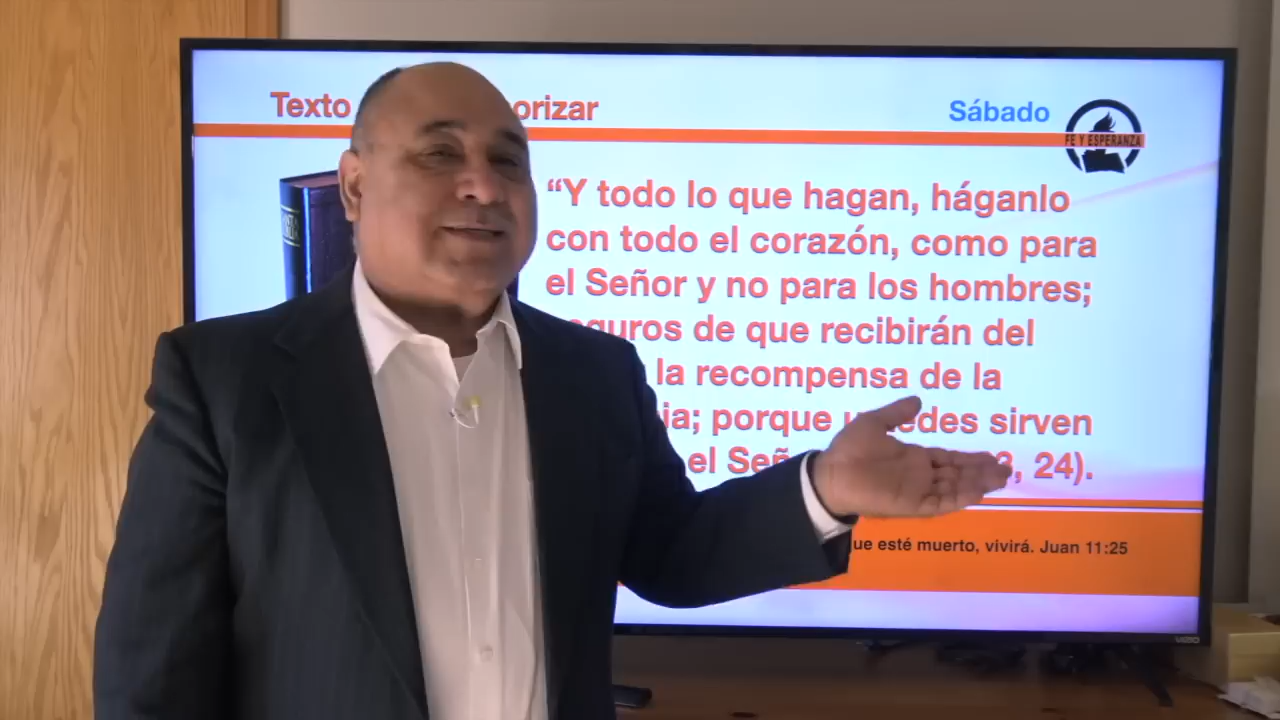 Texto orizar
Sábado
FE Y ESPERANZA
“Y todo lo que hagan, háganlo
con todo el corazón, como para
el Señor y no para los hombres;
eguros de que recibirán del
la recompensa de la
ia; porque u edes sirven
el Señ 3, 24).
ue esté muerto, vivirá. Juan 11:25
VIZIO